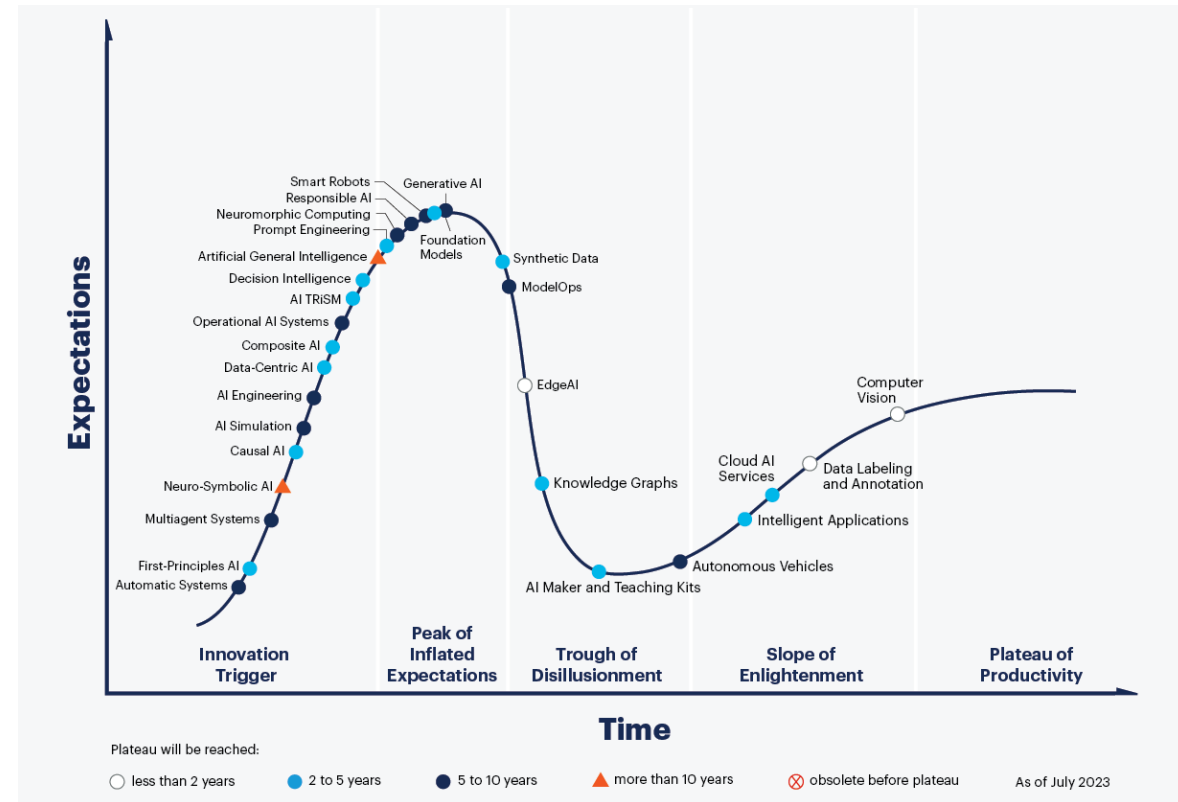 Smart Robots
Generative AI
Responsible AI
Neuromorphic Computing
Prompt Engineering
Foundation
Models
Artificial General Intelligence
Synthetic Data
Decision Intelligence
ModelOps
AI TRiSM
Operational AI Systems
Composite AI
Data-Centric AI
EdgeAI
AI Engineering
AI Simulation
Causal AI
Neuro-Symbolic AI
Multiagent Systems
First-Principles AI
Automatic Systems
Knowledge Graphs
AI Maker and Teaching Kits
Autonomous Vehicles
Intelligent Applications
Cloud AI
Services
Data Labeling
and Annotation
Computer
Vision
Expectations
Innovation
Trigger
Peak of
Inflated
Expectations
Trough of
Disillusionment
Slope of
Enlightenment
Plateau of
Productivity
Time
Plateau will be reached:
less than 2 years
2 to 5 years
5 to 10 years
more than 10 years
obsolete before plateau
As of July 2023